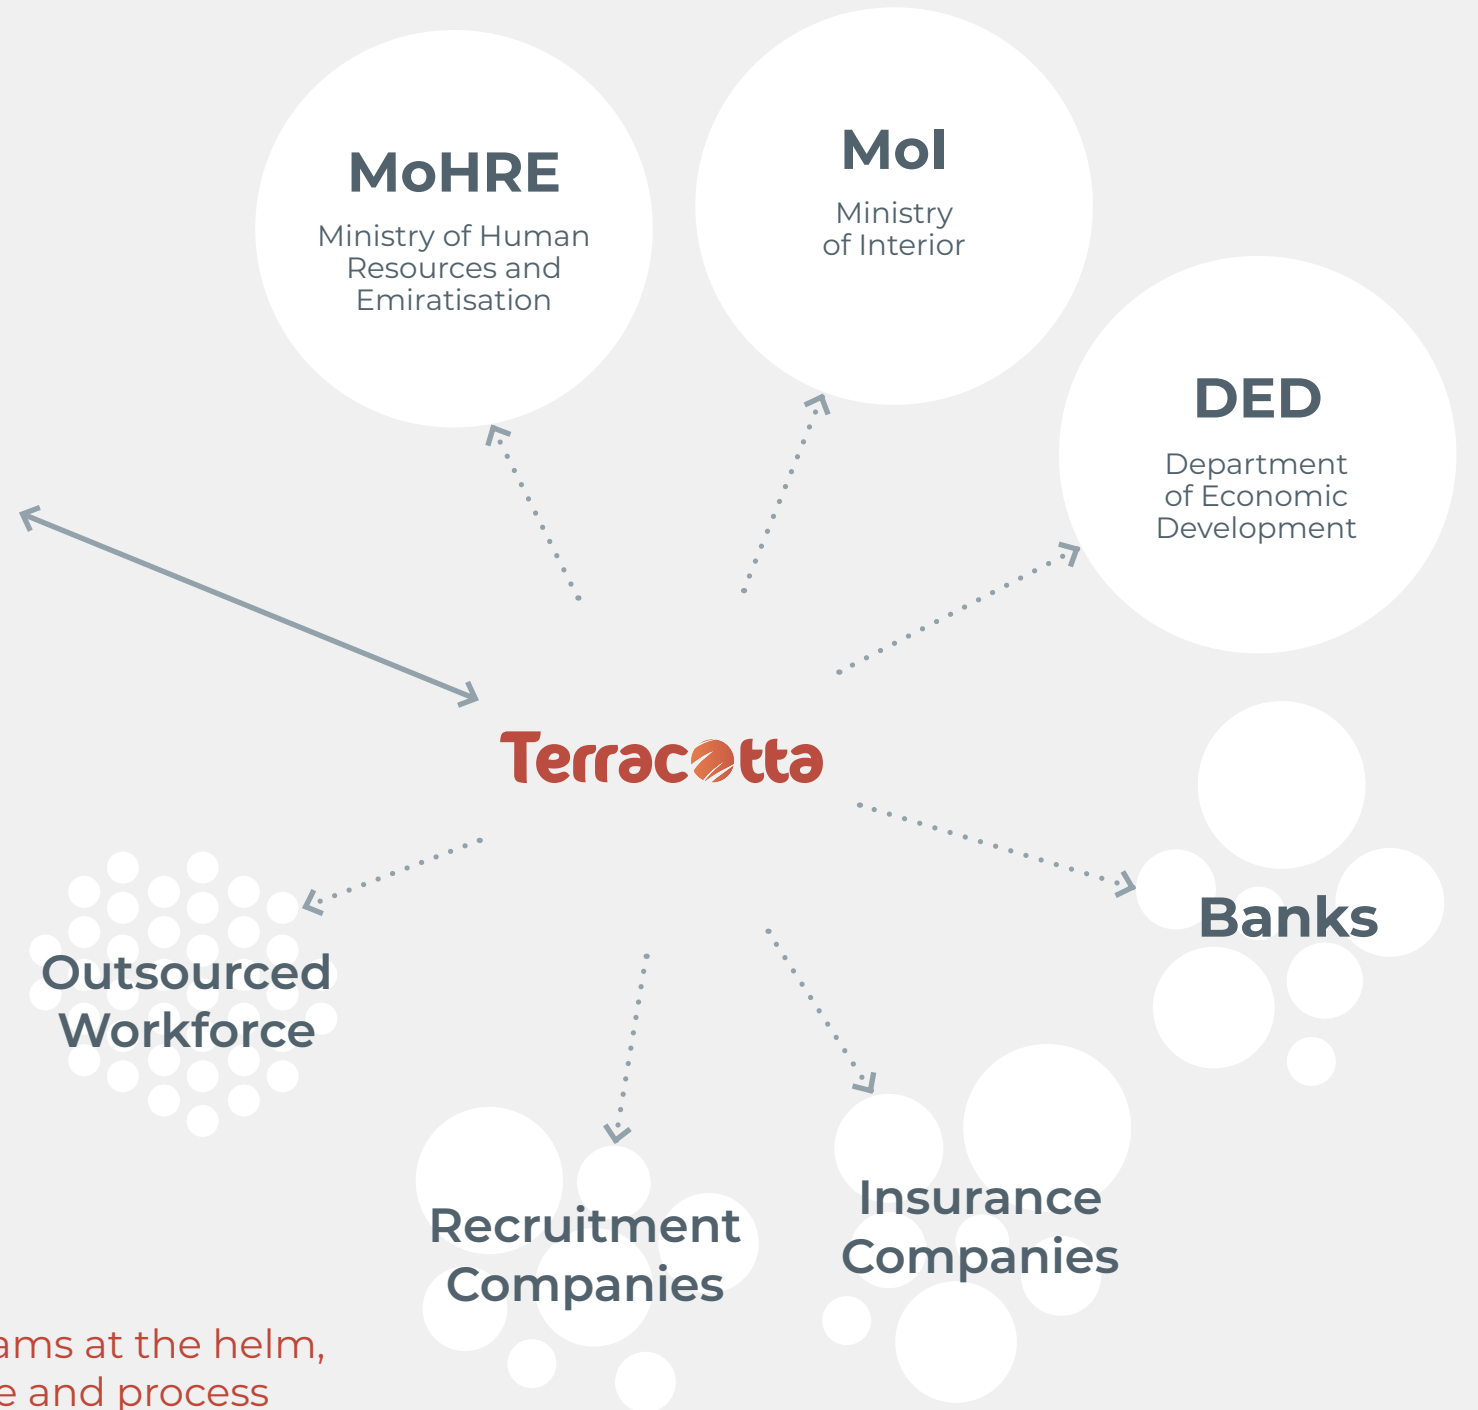 MoHRE
Ministry of Human
Resources and
Emiratisation
MoI
Ministry
of Interior
DED
Department
of Economic
Development
Terracotta
Banks
Outsourced
Workforce
Insurance
Companies
Recruitment
Companies
at the helm,
and process